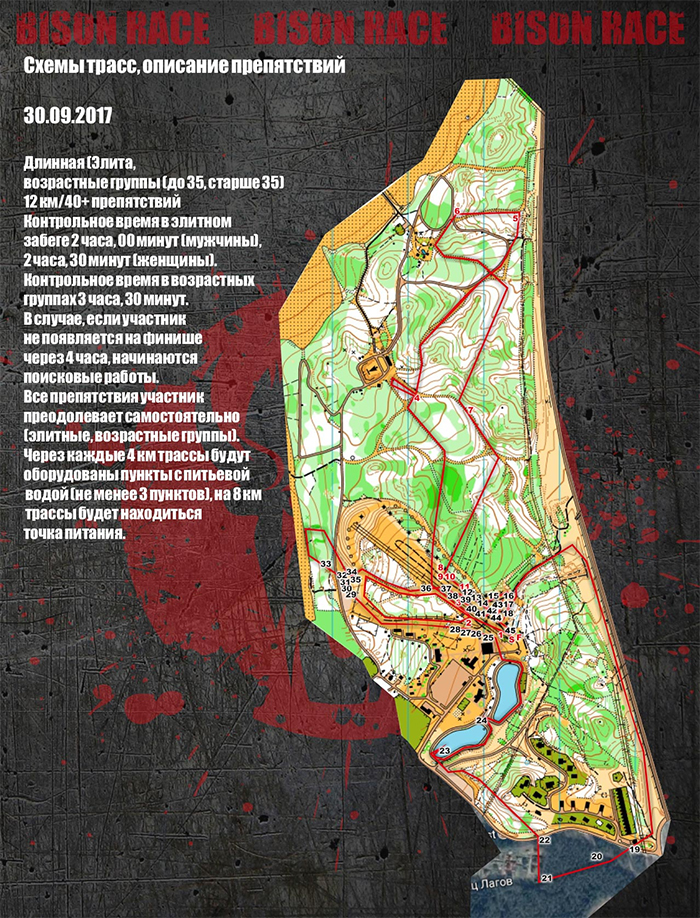 BISON RACE BISON RACE BISON RACE
Схемы трасс, описание препятствий
30.09.2017
Длинная (Элита,
возрастные группы (до 35, старше 35)
12 км/40+ препятствий
Контрольное время в элитном
забеге 2 часа, 00 минут (мужчины),
2 часа, 30 минут (женщины).
Контрольное время в возрастных
группах 3 часа, 30 минут.
В случае, если участник
не появляется на финише
через 4 часа, начинаются
поисковые работы.
Все препятствия участник
преодолевает самостоятельно
(элитные, возрастные группы).
Через каждые 4 км трассы будут
оборудованы пункты с питьевой
водой (не менее 3 пунктов), на 8 км
трассы будет находиться
точка питания.
6 5
4
7
33
32 34
31 35
30
29
8
9 10
36 37 11
38 12 13 15 16
3 39 14 43 17
40 42 18
41 44
2
28 27 26 25 1 45
S F
24
23
22
20 19
21
ц Лагов